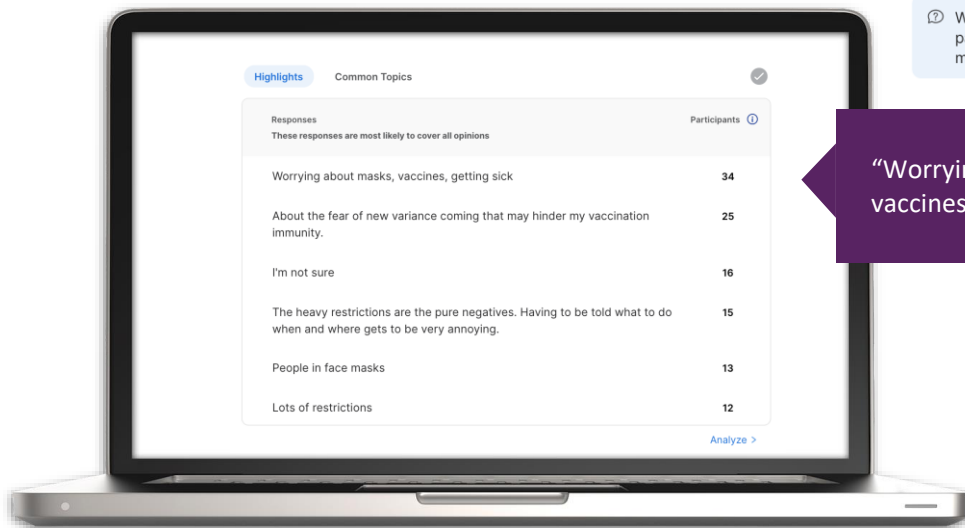 Highlights Common Topics
Responses Participants
These responses are most likely to cover all opinions
Worrying about masks, vaccines, getting sick 34
About the fear of new variance coming that may hinder my vaccination 25
immunity.
I'm not sure 16
The heavy restrictions are the pure negatives. Having to be told what to do 15
when and where gets to be very annoying.
People in face masks 13
Lots of restrictions 12
Analyze >
vaccines